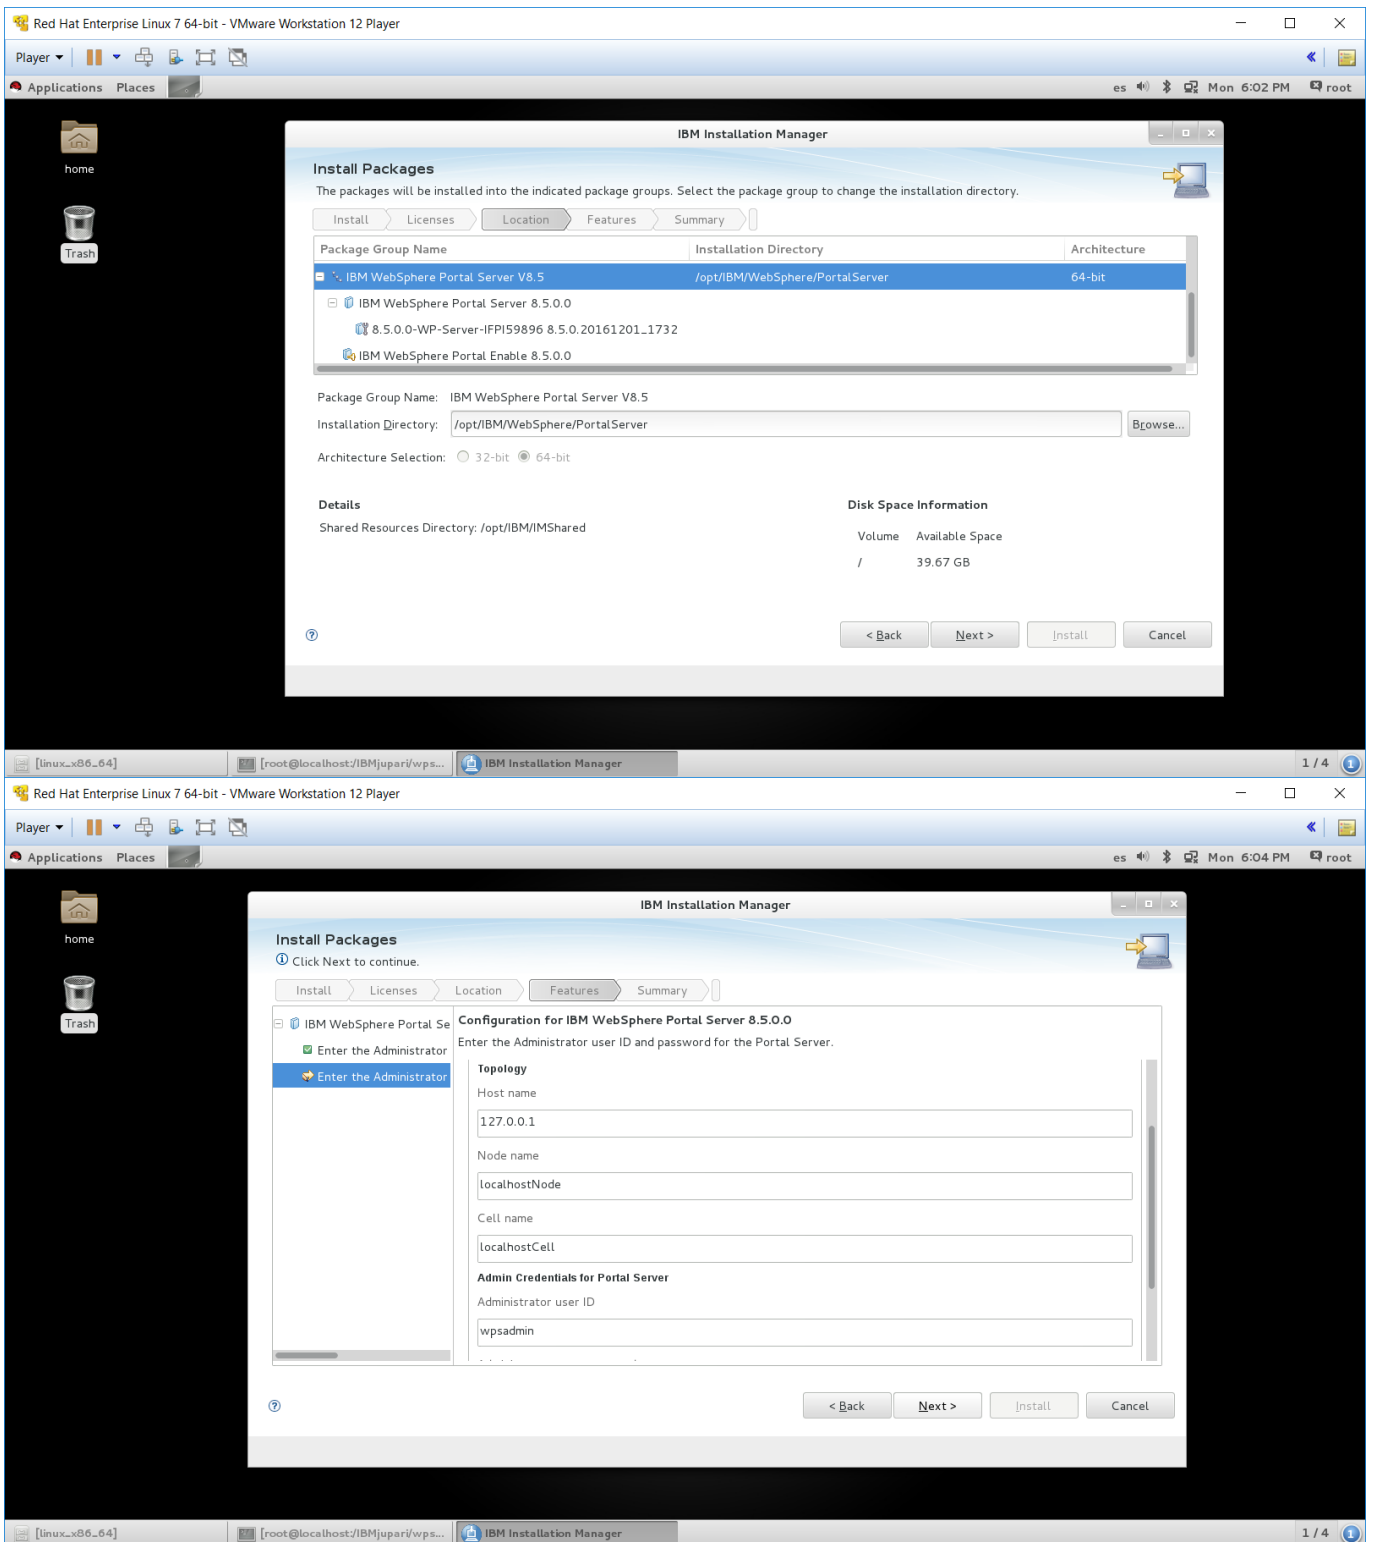 Red Hat Enterprise Linux 7 64-bit - VMware Workstation 12 Player
Player
Applications Places es Mon 6:02 PM root
home
Trash
IBM Installation Manager
Install Packages
The packages will be installed into the indicated package groups. Select the package group to change the installation directory.
Install Licenses Location Features Summary
Package Group Name Installation Directory Architecture
IBM WebSphere Portal Server V8.5 /opt/IBM/WebSphere/PortalServer 64-bit
IBM WebSphere Portal Server 8.5.0.0
8.5.0.0-WP-Server-IFPI59896 8.5.0.20161201_1732
IBM WebSphere Portal Enable 8.5.0.0
Package Group Name: IBM WebSphere Portal Server V8.5
Installation Directory: /opt/IBM/WebSphere/PortalServer Browse...
Architecture Selection: 32-bit 64-bit
Details Disk Space Information
Shared Resources Directory: /opt/IBM/IMShared
Volume Available Space
/ 39.67 GB
< Back Next > Install Cancel
[linux_x86_64] [root@localhost:/IBMjupari/wps... IBM Installation Manager 1 / 4 1
Red Hat Enterprise Linux 7 64-bit - VMware Workstation 12 Player
Player
Applications Places es Mon 6:04 PM root
home
Trash
IBM Installation Manager
Install Packages
Click Next to continue.
Install Licenses Location Features Summary
IBM WebSphere Portal Se
Enter the Administrator
Enter the Administrator
Configuration for IBM WebSphere Portal Server 8.5.0.0
Enter the Administrator user ID and password for the Portal Server.
Topology
Host name
127.0.0.1
Node name
localhostNode
Cell name
localhostCell
Admin Credentials for Portal Server
Administrator user ID
wpsadmin
< Back Next > Install Cancel
[linux_x86_64] [root@localhost:/IBMjupari/wps... IBM Installation Manager 1 / 4 1